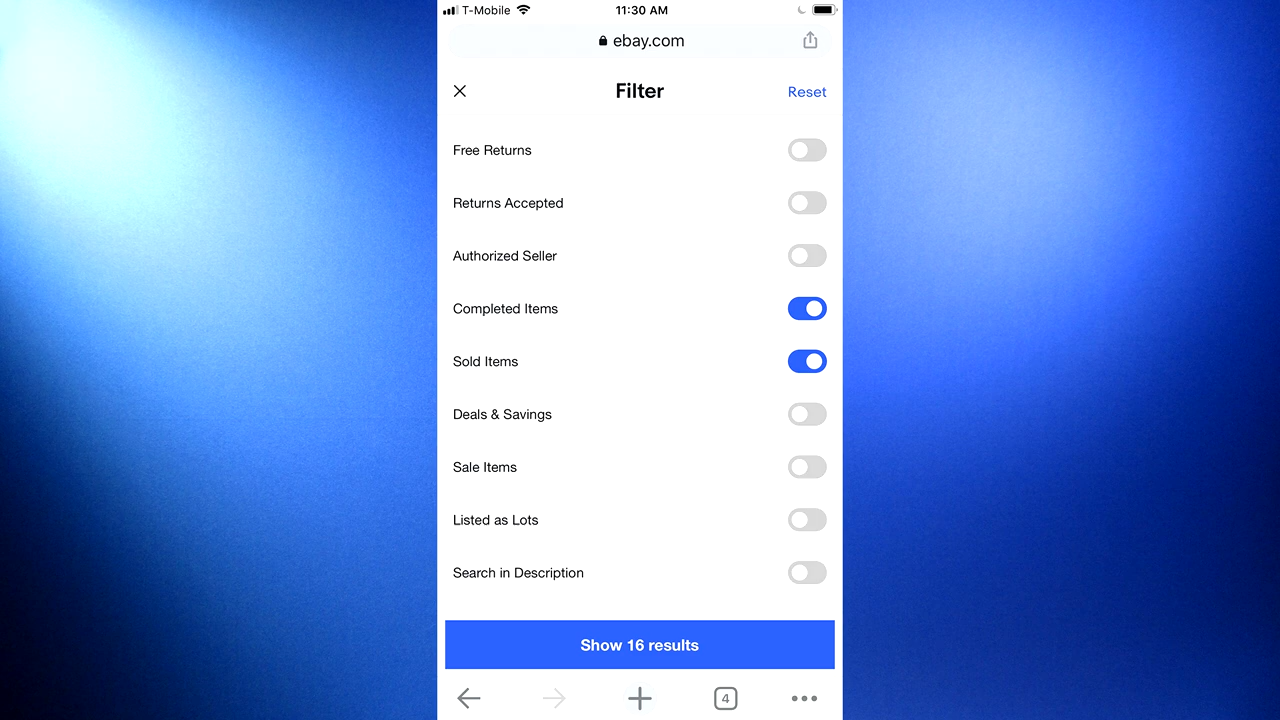 T-Mobile 11:30 AM
ebay.com
Filter Reset
Free Returns
Returns Accepted
Authorized Seller
Completed Items
Sold Items
Deals & Savings
Sale Items
Listed as Lots
Search in Description
Show 16 results
4